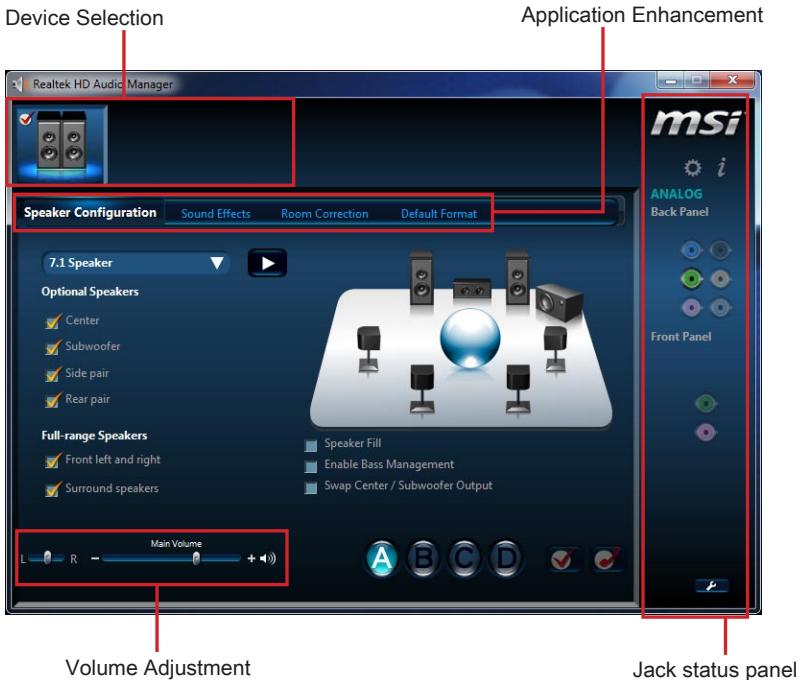 Device Selection
Application Enhancement
Realtek HD Audio Manager
msi
i
ANALOG
Back Panel
Speaker Configuration
Sound Effects
Room Correction
Default Format
7.1 Speaker
Optional Speakers
Center
Subwoofer
Side pair
Rear pair
Front Panel
Full-range Speakers
Front left and right
Surround speakers
Speaker Fill
Enable Bass Management
Swap Center / Subwoofer Output
Main Volume
L R - +
A B C D
Volume Adjustment
Jack status panel